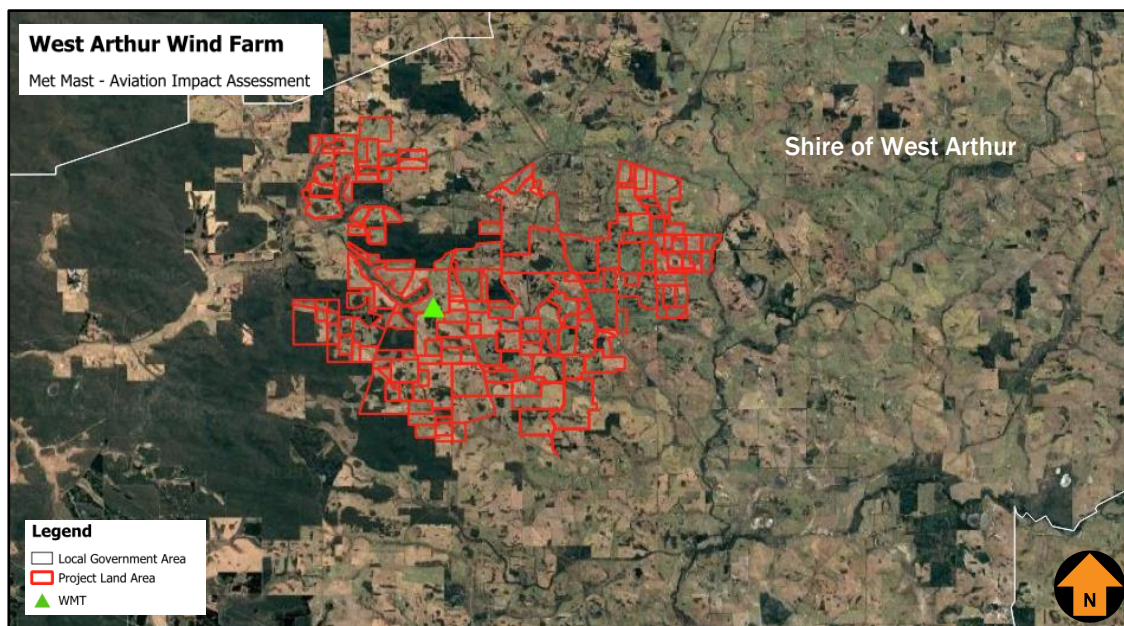 West Arthur Wind Farm
Met Mast - Aviation Impact Assessment
Shire of West Arthur
Legend
Local Government Area
Project Land Area
WMT
N